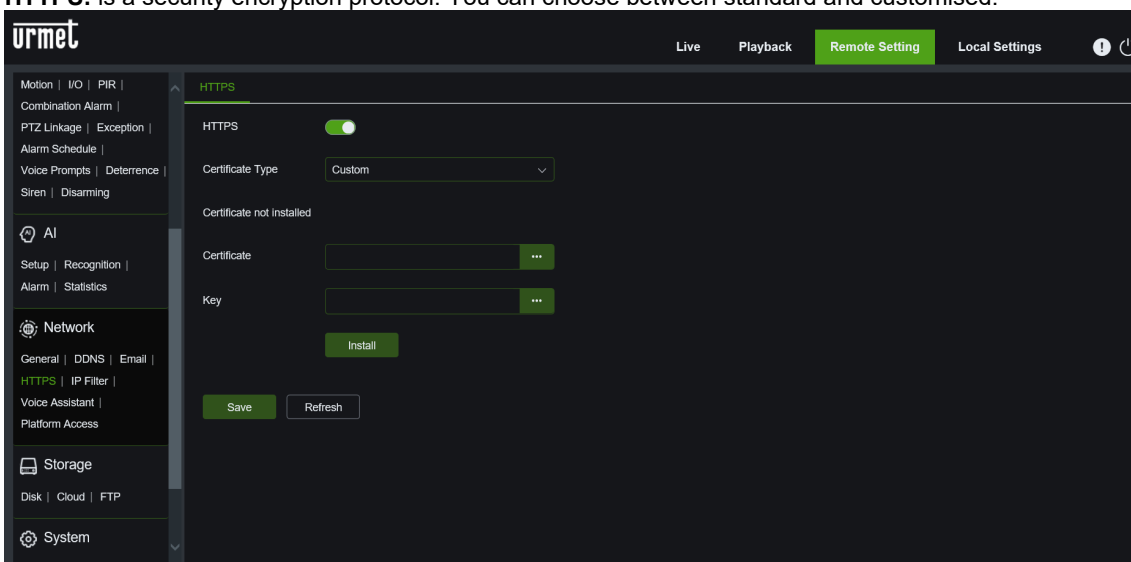 HTTPS: is a security encryption protocol. You can choose between standard and customised.
urmet
Live Playback Remote Setting Local Settings
Motion | I/O | PIR |
Combination Alarm |
PTZ Linkage | Exception |
Alarm Schedule |
Voice Prompts | Deterrence |
Siren | Disarming
AI
Setup | Recognition |
Alarm | Statistics
Network
General | DDNS | Email |
HTTPS | IP Filter |
Voice Assistant |
Platform Access
Storage
Disk | Cloud | FTP
System
HTTPS
HTTPS
Certificate Type Custom
Certificate not installed
Certificate ...
Key ...
Install
Save Refresh